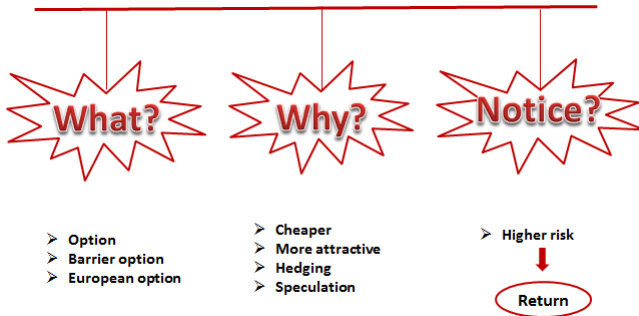 What?
Why?
Notice?
Option
Barrier option
European option
Cheaper
More attractive
Hedging
Speculation
Higher risk
Return